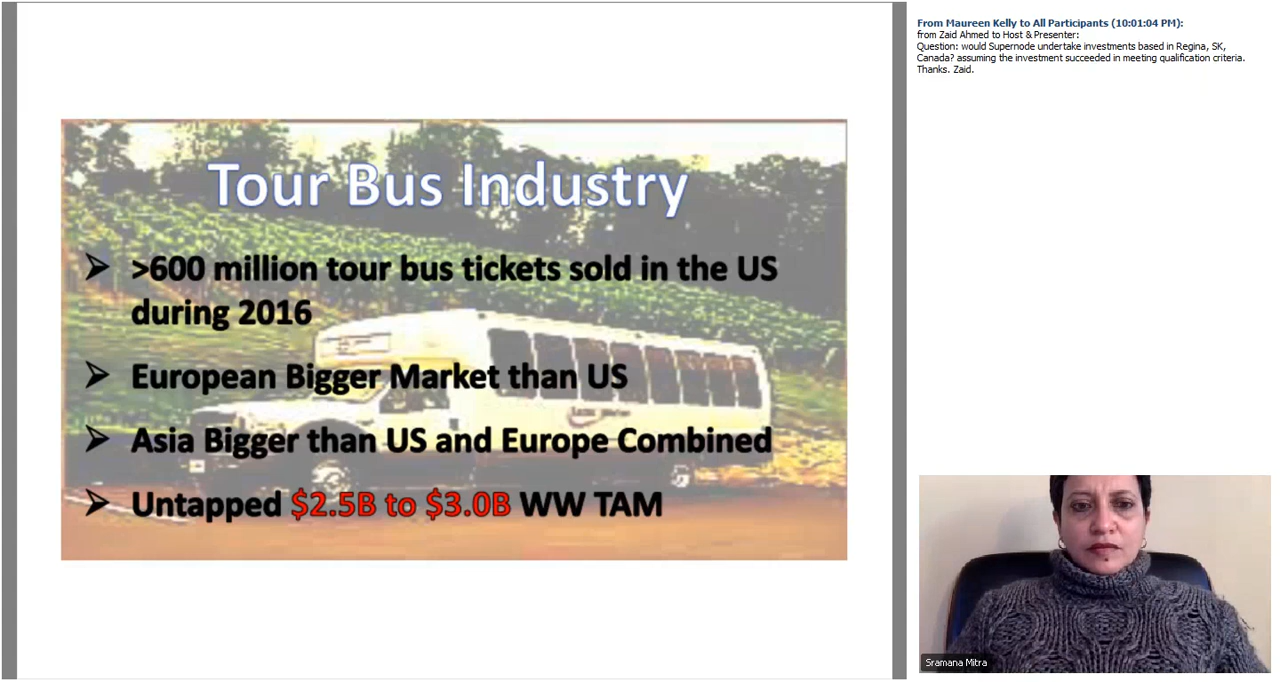 Tour Bus Industry
➢ >600 million tour bus tickets sold in the US
during 2016
➢ European Bigger Market than US
➢ Asia Bigger than US and Europe Combined
➢ Untapped $2.5B to $3.0B WW TAM
From Maureen Kelly to All Participants (10:01:04 PM):
from Zaid Ahmed to Host & Presenter:
Question: would Supernode undertake investments based in Regina, SK,
Canada? assuming the investment succeeded in meeting qualification criteria.
Thanks. Zaid.
Sramana Mitra